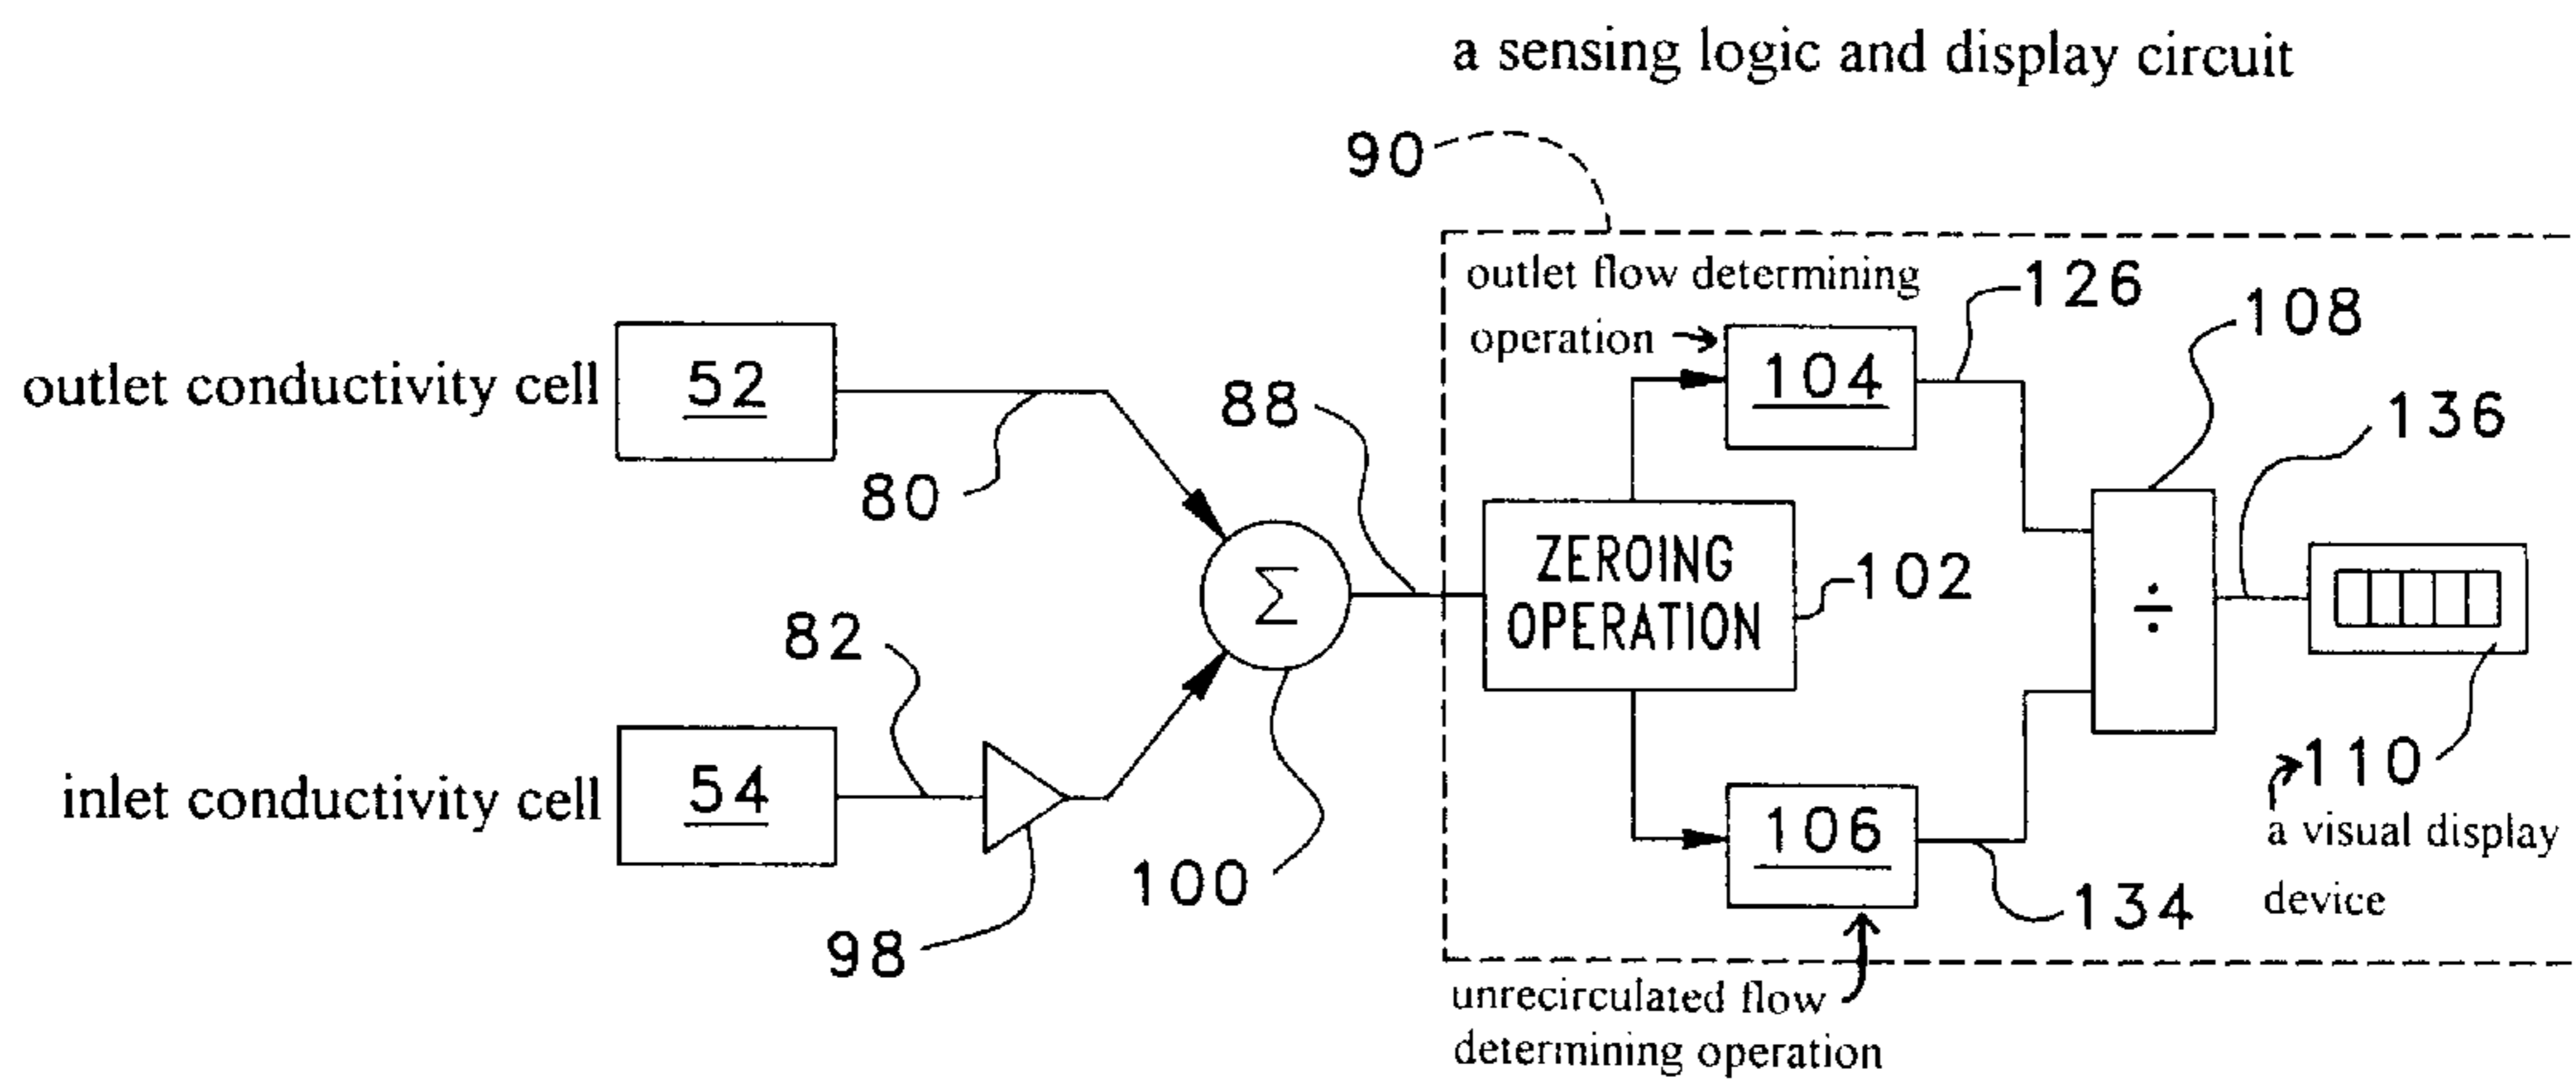 a sensing logic and display circuit
90
outlet flow determining
operation
126
108
104
outlet conductivity cell
52
88
136
80
ZEROING
OPERATION
Σ
÷
102
82
110
inlet conductivity cell
54
106
a visual display
device
100
134
98
unrecirculated flow
determining operation